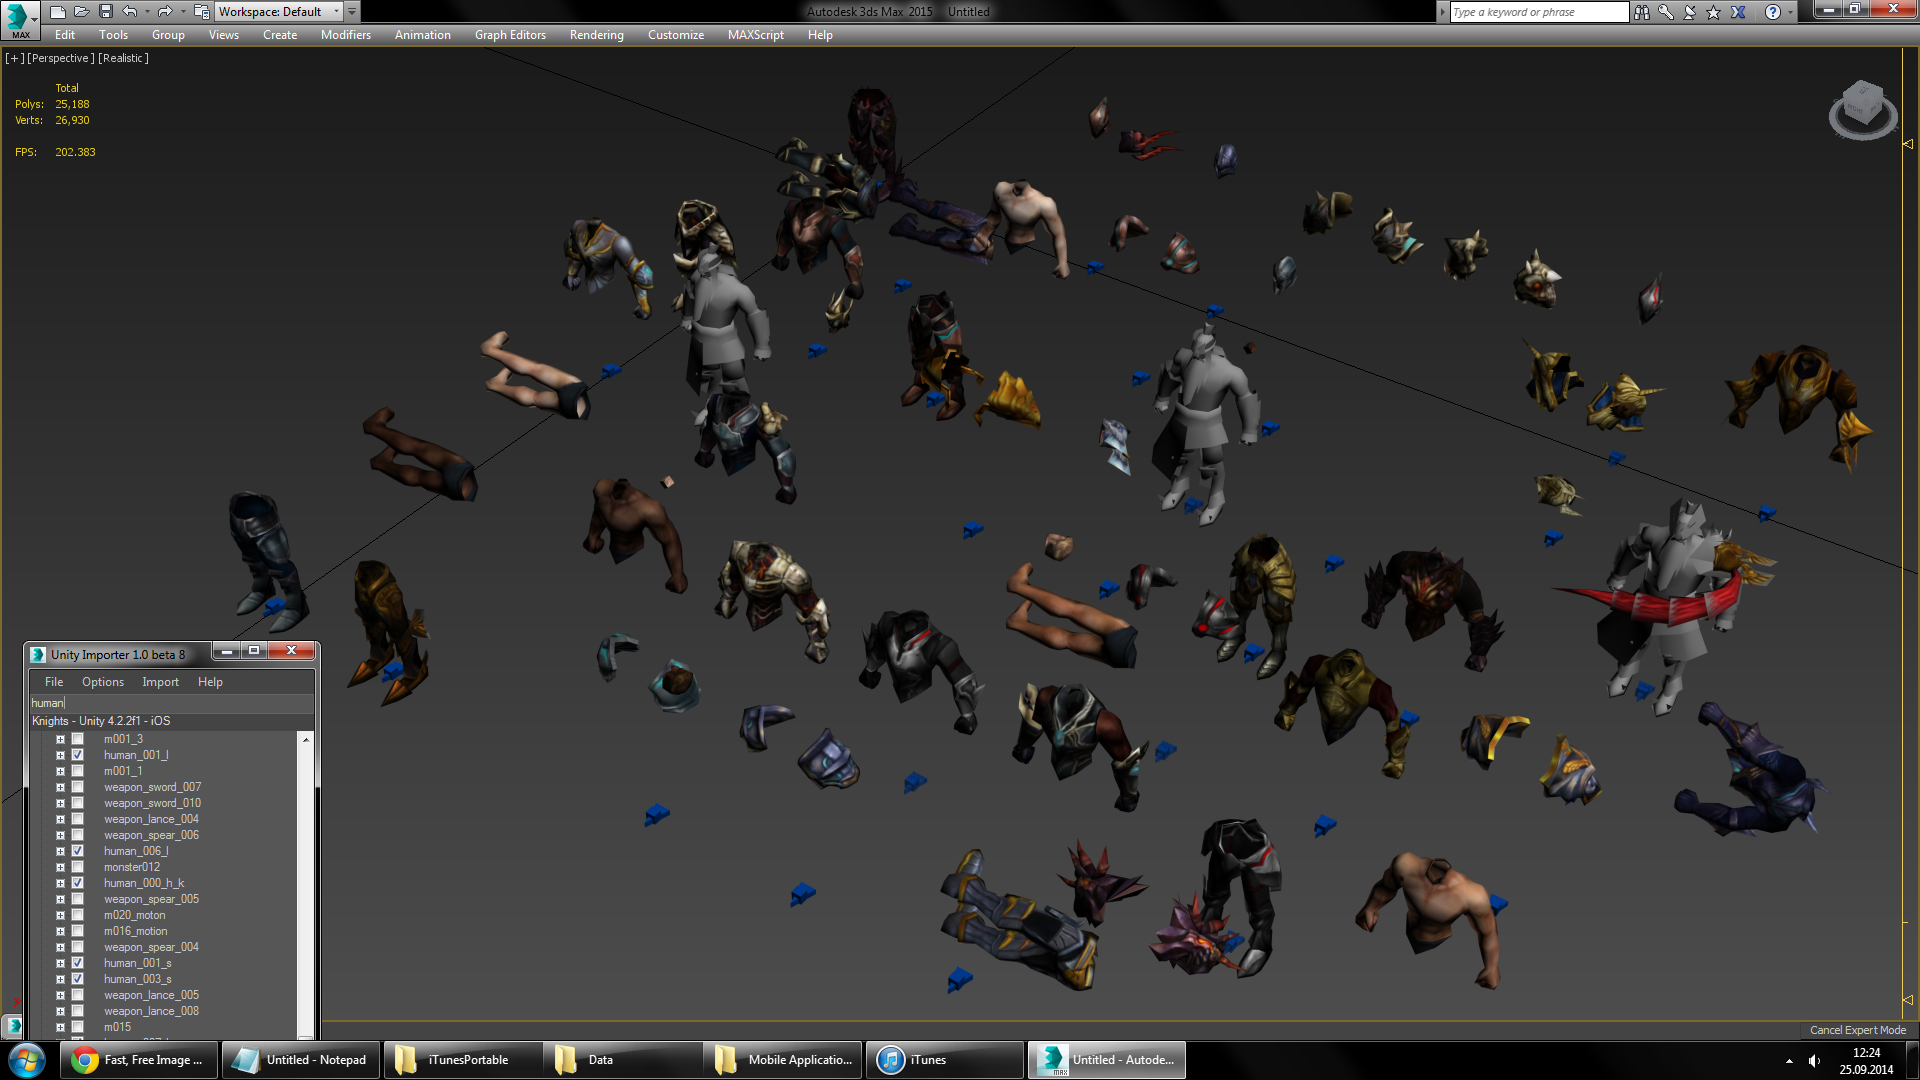 Workspace: Default
Autodesk 3ds Max 2015 Untitled
Type a keyword or phrase
MAX
Edit Tools Group Views Create Modifiers Animation Graph Editors Rendering Customize MAXScript Help
[+] [Perspective ] [Realistic ]
Total
Polys: 25,188
Verts: 26,930
FPS: 202.383
Unity Importer 1.0 beta 8
File Options Import Help
human
Knights - Unity 4.2.2f1 - iOS
m001_3
human_001_l
m001_1
weapon_sword_007
weapon_sword_010
weapon_lance_004
weapon_spear_006
human_006_l
monster012
human_000_h_k
weapon_spear_005
m020_moton
m016_motion
weapon_spear_004
human_001_s
human_003_s
weapon_lance_005
weapon_lance_008
m015
Cancel Expert Mode
Fast, Free Image ...
Untitled - Notepad
iTunesPortable
Data
Mobile Applicatio...
iTunes
MAX
Untitled - Autode...
12:24
25.09.2014